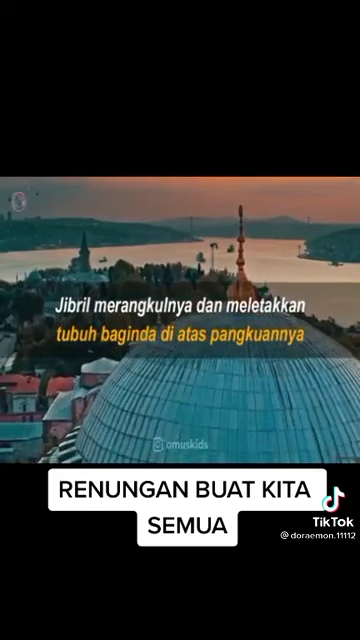 Jibril merangkulnya dan meletakkan
tubuh baginda di atas pangkuannya
omuskids
RENUNGAN BUAT KITA
SEMUA
TikTok
@doraemon.11112